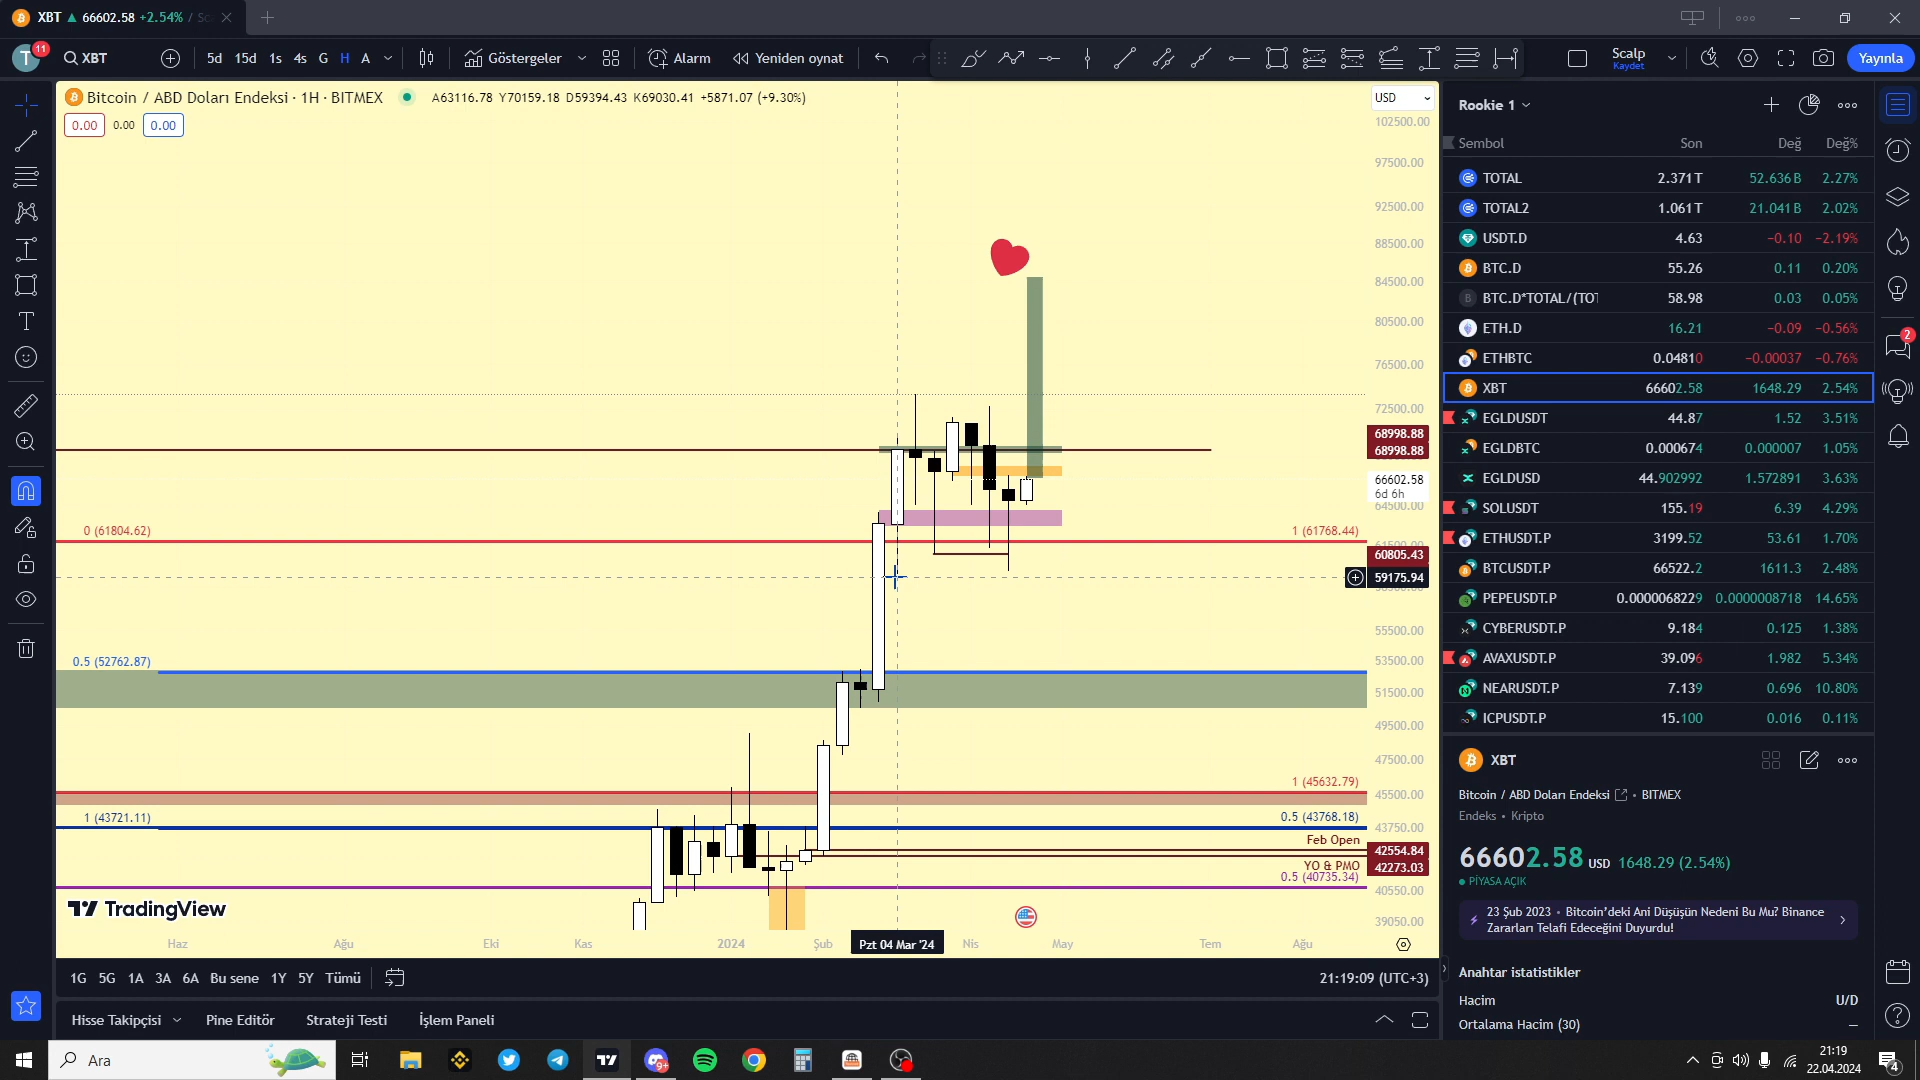 XBT ▲ 66602.58 +2.54% /
T 11 XBT 5d 15d 1s 4s G H A Göstergeler Alarm Yeniden oynat Scalp Kaydet Yayınla
Bitcoin / ABD Doları Endeksi · 1H · BITMEX A63116.78 Y70159.18 D59394.43 K69030.41 +5871.07 (+9.30%)
0.00 0.00 0.00
USD
102500.00
97500.00
92500.00
88500.00
84500.00
80500.00
76500.00
72500.00
68998.88
68998.88
66602.58
6d 6h
64500.00
0 (61804.62) 1 (61768.44)
60805.43
59175.94
55500.00
0.5 (52762.87) 53500.00
51500.00
49500.00
47500.00
1 (45632.79)
45500.00
1 (43721.11) 0.5 (43768.18) 43750.00
Feb Open 42554.84
YO & PMO 42273.03
0.5 (40735.34)
40550.00
TradingView
39050.00
Haz Ağu Eki Kas 2024 Şub Pzt 04 Mar '24 Nis May Tem Ağu
1G 5G 1A 3A 6A Bu sene 1Y 5Y Tümü 21:19:09 (UTC+3)
Hisse Takipçisi Pine Editör Strateji Testi İşlem Paneli
Rookie 1
Sembol Son Değ Değ%
TOTAL 2.371 T 52.636 B 2.27%
TOTAL2 1.061 T 21.041 B 2.02%
USDT.D 4.63 −0.10 −2.19%
BTC.D 55.26 0.11 0.20%
B BTC.D*TOTAL/(TOT 58.98 0.03 0.05%
ETH.D 16.21 −0.09 −0.56%
ETHBTC 0.04810 −0.00037 −0.76%
XBT 66602.58 1648.29 2.54%
EGLDUSDT 44.87 1.52 3.51%
EGLDBTC 0.000674 0.000007 1.05%
EGLDUSD 44.902992 1.572891 3.63%
SOLUSDT 155.19 6.39 4.29%
ETHUSDT.P 3199.52 53.61 1.70%
BTCUSDT.P 66522.2 1611.3 2.48%
PEPEUSDT.P 0.0000068229 0.0000008718 14.65%
CYBERUSDT.P 9.184 0.125 1.38%
AVAXUSDT.P 39.096 1.982 5.34%
NEARUSDT.P 7.139 0.696 10.80%
ICPUSDT.P 15.100 0.016 0.11%
XBT
Bitcoin / ABD Doları Endeksi • BITMEX
Endeks • Kripto
66602.58 USD 1648.29 (2.54%)
PİYASA AÇIK
23 Şub 2023 • Bitcoin'deki Ani Düşüşün Nedeni Bu Mu? Binance
Zararları Telafi Edeceğini Duyurdu!
Anahtar istatistikler
Hacim U/D
Ortalama Hacim (30) —
2
Ara
9+
21:19
22.04.2024
4